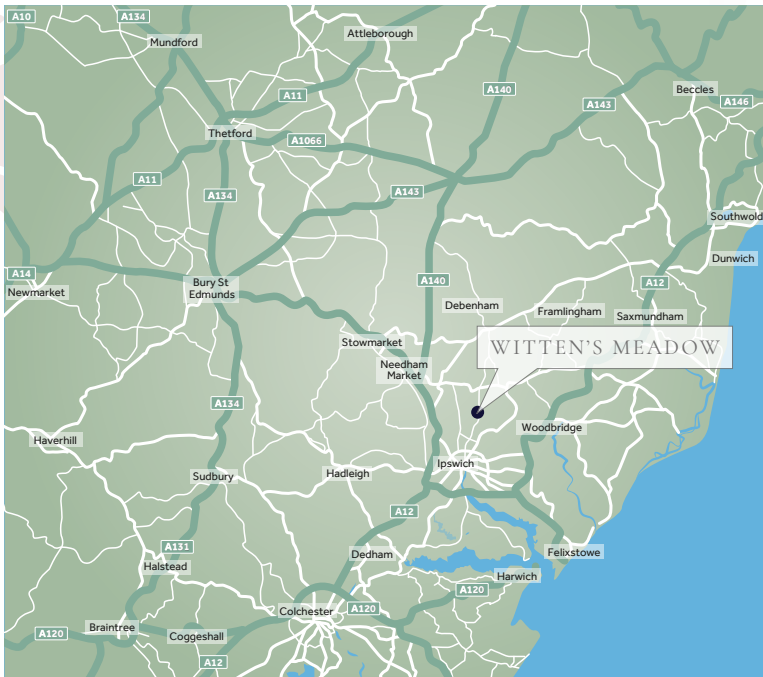 A10
A134
Mundford
Attleborough
A11
A140
A143
Beccles
A146
Thetford
A1066
A11
A134
A143
Southwold
Dunwich
A14
Newmarket
Bury St
Edmunds
A140
A12
Debenham
Framlingham
Saxmundham
Stowmarket
WITTEN'S MEADOW
Needham
Market
A134
Haverhill
Woodbridge
Sudbury
Hadleigh
Ipswich
A12
A131
Halstead
Dedham
Felixstowe
Harwich
A120
Colchester
A120
A120
Braintree
Coggeshall
A12